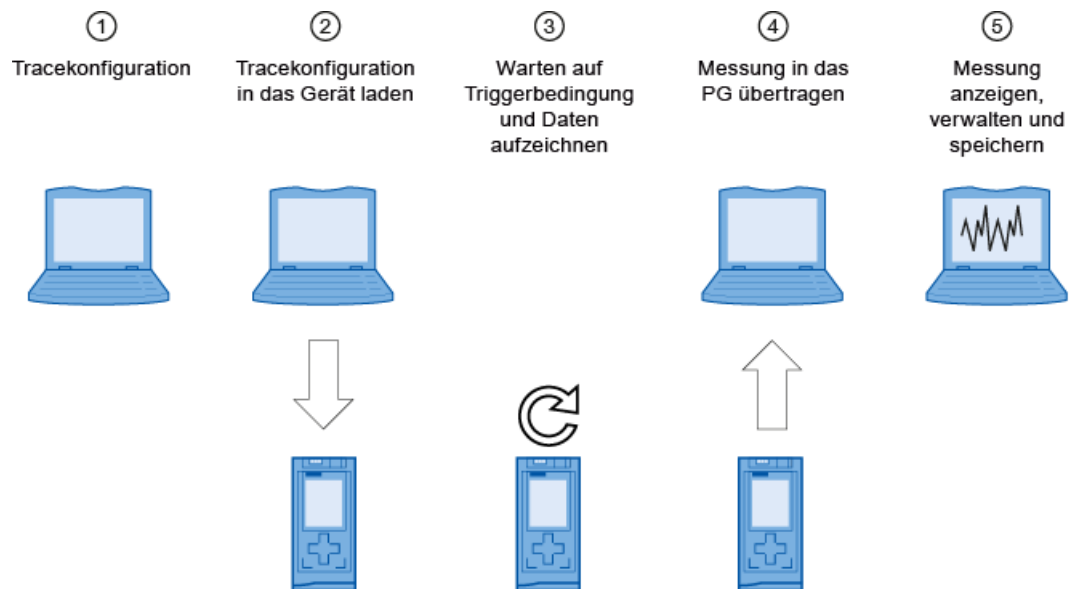 1
Tracekonfiguration
2
Tracekonfiguration
in das Gerät laden
3
Warten auf
Triggerbedingung
und Daten
aufzeichnen
4
Messung in das
PG übertragen
5
Messung
anzeigen,
verwalten und
speichern